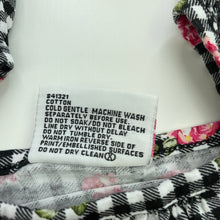 S41321
COTTON
COLD GENTLE MACHINE WASH
SEPARATELY BEFORE USE.
DO NOT SOAK/DO NOT BLEACH
LINE DRY WITHOUT DELAY
DO NOT TUMBLE DRY.
WARM IRON REVERSE SIDE OF
PRINT/EMBELLISHED SURFACES
DO NOT DRY CLEAN